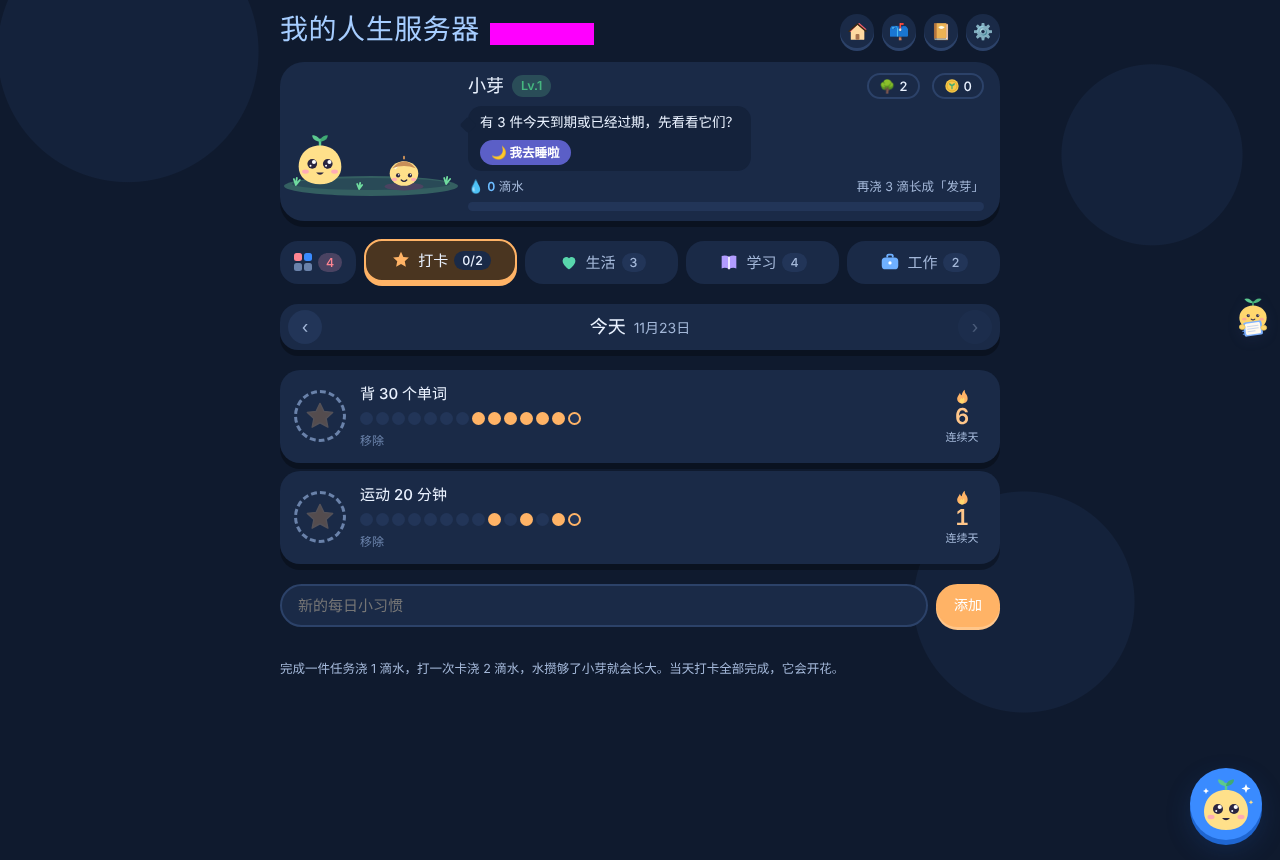 我的人生服务器
小芽 Lv.1
2
0
有 3 件今天到期或已经过期，先看看它们？
我去睡啦
0 滴水
再浇 3 滴长成「发芽」
4
打卡 0/2
生活 3
学习 4
工作 2
‹ 今天 11月23日 ›
背 30 个单词
移除
6
连续天
运动 20 分钟
移除
1
连续天
新的每日小习惯
添加
完成一件任务浇 1 滴水，打一次卡浇 2 滴水，水攒够了小芽就会长大。当天打卡全部完成，它会开花。